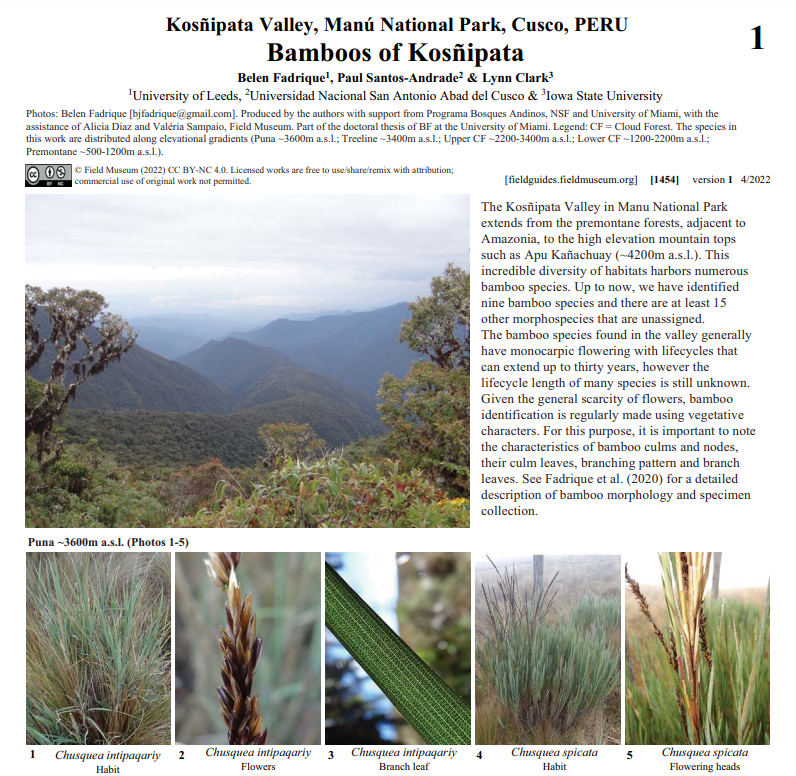 Kosñipata Valley, Manú National Park, Cusco, PERU
1
Bamboos of Kosñipata
Belen Fadrique¹, Paul Santos-Andrade² & Lynn Clark³
¹University of Leeds, ²Universidad Nacional San Antonio Abad del Cusco & ³Iowa State University
Photos: Belen Fadrique [bjfadrique@gmail.com]. Produced by the authors with support from Programa Bosques Andinos, NSF and University of Miami, with the
assistance of Alicia Diaz and Valéria Sampaio, Field Museum. Part of the doctoral thesis of BF at the University of Miami. Legend: CF = Cloud Forest. The species in
this work are distributed along elevational gradients (Puna ~3600m a.s.l.; Treeline ~3400m a.s.l.; Upper CF ~2200-3400m a.s.l.; Lower CF ~1200-2200m a.s.l.;
Premontane ~500-1200m a.s.l.).
cc BY NC
© Field Museum (2022) CC BY-NC 4.0. Licensed works are free to use/share/remix with attribution;
commercial use of original work not permitted.
[fieldguides.fieldmuseum.org] [1454] version 1 4/2022
The Kosñipata Valley in Manu National Park
extends from the premontane forests, adjacent to
Amazonia, to the high elevation mountain tops
such as Apu Kañachuay (~4200m a.s.l.). This
incredible diversity of habitats harbors numerous
bamboo species. Up to now, we have identified
nine bamboo species and there are at least 15
other morphospecies that are unassigned.
The bamboo species found in the valley generally
have monocarpic flowering with lifecycles that
can extend up to thirty years, however the
lifecycle length of many species is still unknown.
Given the general scarcity of flowers, bamboo
identification is regularly made using vegetative
characters. For this purpose, it is important to note
the characteristics of bamboo culms and nodes,
their culm leaves, branching pattern and branch
leaves. See Fadrique et al. (2020) for a detailed
description of bamboo morphology and specimen
collection.
Puna ~3600m a.s.l. (Photos 1-5)
1 Chusquea intipaqariy
Habit
2 Chusquea intipaqariy
Flowers
3 Chusquea intipaqariy
Branch leaf
4 Chusquea spicata
Habit
5 Chusquea spicata
Flowering heads